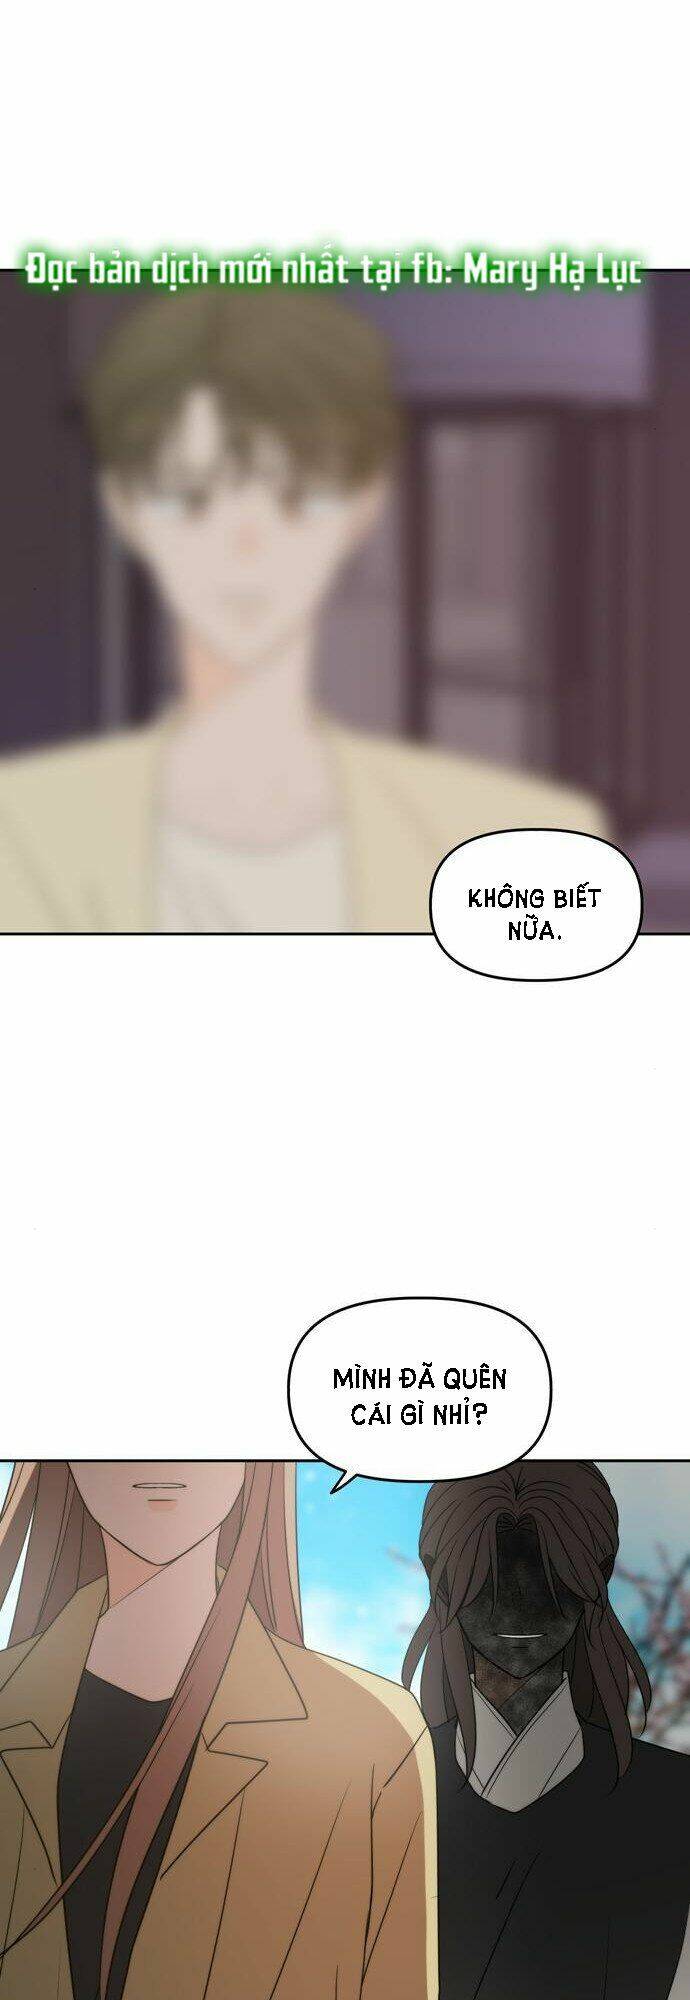 Đọc bản dịch mới nhất tại fb: Mary Hạ Lục
KHÔNG BIẾT
NỮA.
MÌNH ĐÃ QUÊN
CÁI GÌ NHỈ?